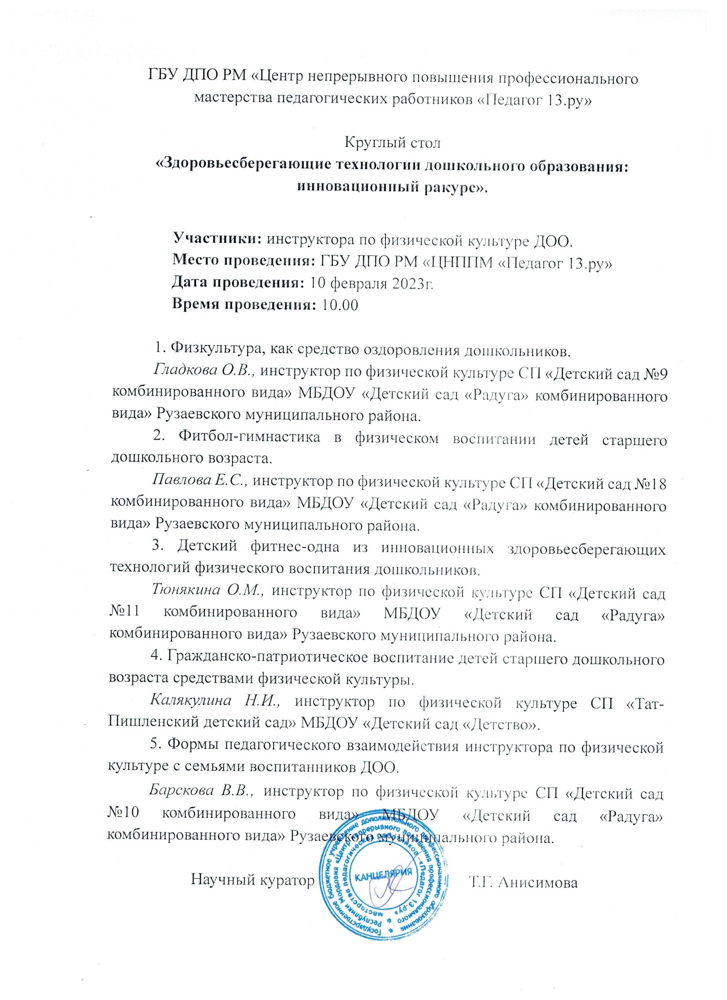 ГБУ ДПО РМ «Центр непрерывного повышения профессионального
мастерства педагогических работников «Педагог 13.ру»
Круглый стол
«Здоровьесберегающие технологии дошкольного образования:
инновационный ракурс».
Участники: инструктора по физической культуре ДОО.
Место проведения: ГБУ ДПО РМ «ЦНППМ «Педагог 13.ру»
Дата проведения: 10 февраля 2023г.
Время проведения: 10.00
1. Физкультура, как средство оздоровления дошкольников.
Гладкова О.В., инструктор по физической культуре СП «Детский сад №9
комбинированного вида» МБДОУ «Детский сад «Радуга» комбинированного
вида» Рузаевского муниципального района.
2. Фитбол-гимнастика в физическом воспитании детей старшего
дошкольного возраста.
Павлова Е.С., инструктор по физической культуре СП «Детский сад №18
комбинированного вида» МБДОУ «Детский сад «Радуга» комбинированного
вида» Рузаевского муниципального района.
3. Детский фитнес-одна из инновационных здоровьесберегающих
технологий физического воспитания дошкольников.
Тюнякина О.М., инструктор по физической культуре СП «Детский сад
№11 комбинированного вида» МБДОУ «Детский сад «Радуга»
комбинированного вида» Рузаевского муниципального района.
4. Гражданско-патриотическое воспитание детей старшего дошкольного
возраста средствами физической культуры.
Калякулина Н.И., инструктор по физической культуре СП «Тат-
Пишленский детский сад» МБДОУ «Детский сад «Детство».
5. Формы педагогического взаимодействия инструктора по физической
культуре с семьями воспитанников ДОО.
Барскова В.В., инструктор по физической культуре СП «Детский сад
№10 комбинированного вида» МБДОУ «Детский сад «Радуга»
комбинированного вида» Рузаевского муниципального района.
Научный куратор Т.Г. Анисимова
Государственное бюджетное учреждение дополнительного профессионального образования
Республики Мордовия «Центр непрерывного повышения профессионального
мастерства педагогических работников - «Педагог 13.ру»
КАНЦЕЛЯРИЯ